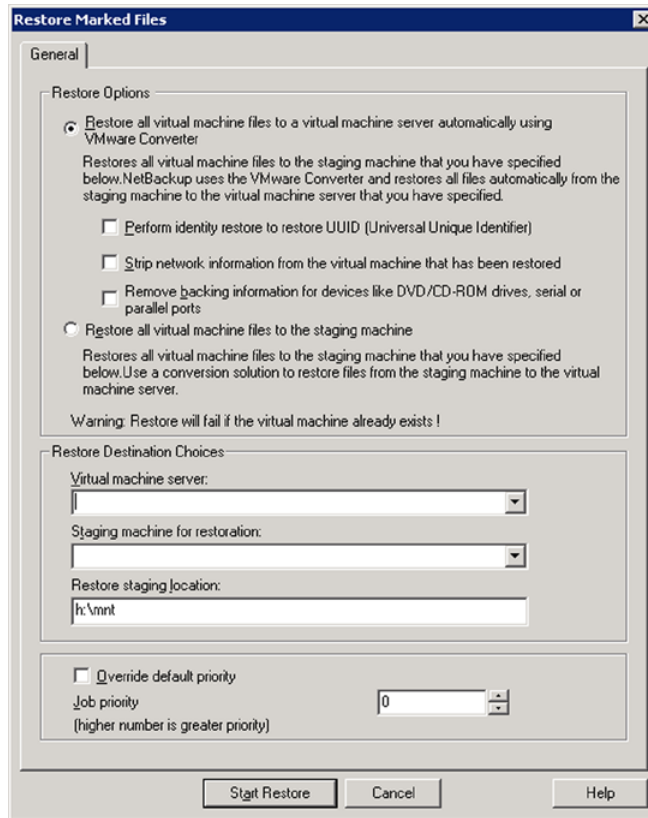 Restore Marked Files
General
Restore Options
Restore all virtual machine files to a virtual machine server automatically using
VMware Converter
Restores all virtual machine files to the staging machine that you have specified
below.NetBackup uses the VMware Converter and restores all files automatically from the
staging machine to the virtual machine server that you have specified.
Perform identity restore to restore UUID (Universal Unique Identifier)
Strip network information from the virtual machine that has been restored
Remove backing information for devices like DVD/CD-ROM drives, serial or
parallel ports
Restore all virtual machine files to the staging machine
Restores all virtual machine files to the staging machine that you have specified
below.Use a conversion solution to restore files from the staging machine to the virtual
machine server.
Warning: Restore will fail if the virtual machine already exists !
Restore Destination Choices
Virtual machine server:
Staging machine for restoration:
Restore staging location:
h:\mnt
Override default priority
Job priority
0
(higher number is greater priority)
Start Restore
Cancel
Help